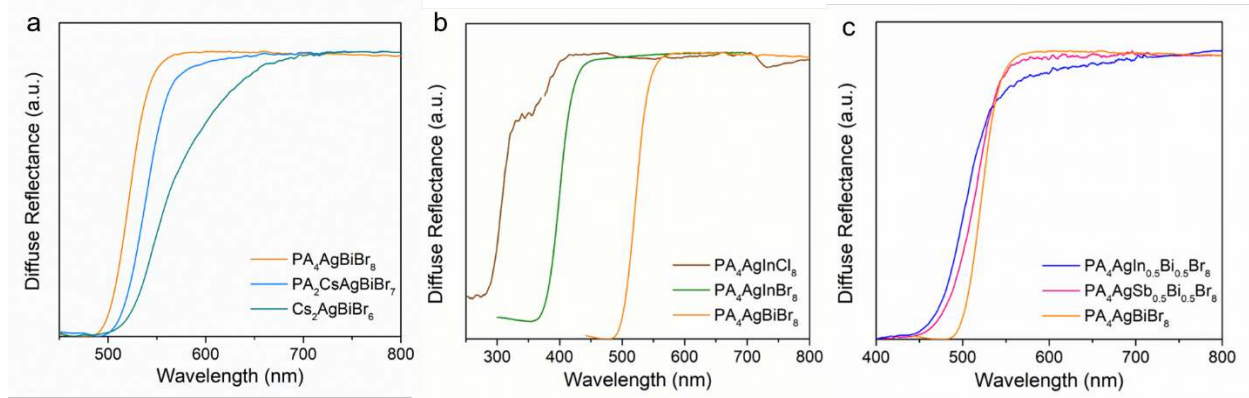 a
Diffuse Reflectance (a.u.)
PA₄AgBiBr₈
PA₂CsAgBiBr₇
Cs₂AgBiBr₆
500 600 700 800
Wavelength (nm)
b
Diffuse Reflectance (a.u.)
PA₄AgInCl₈
PA₄AgInBr₈
PA₄AgBiBr₈
300 400 500 600 700 800
Wavelength (nm)
c
Diffuse Reflectance (a.u.)
PA₄AgIn₀.₅Bi₀.₅Br₈
PA₄AgSb₀.₅Bi₀.₅Br₈
PA₄AgBiBr₈
400 500 600 700 800
Wavelength (nm)